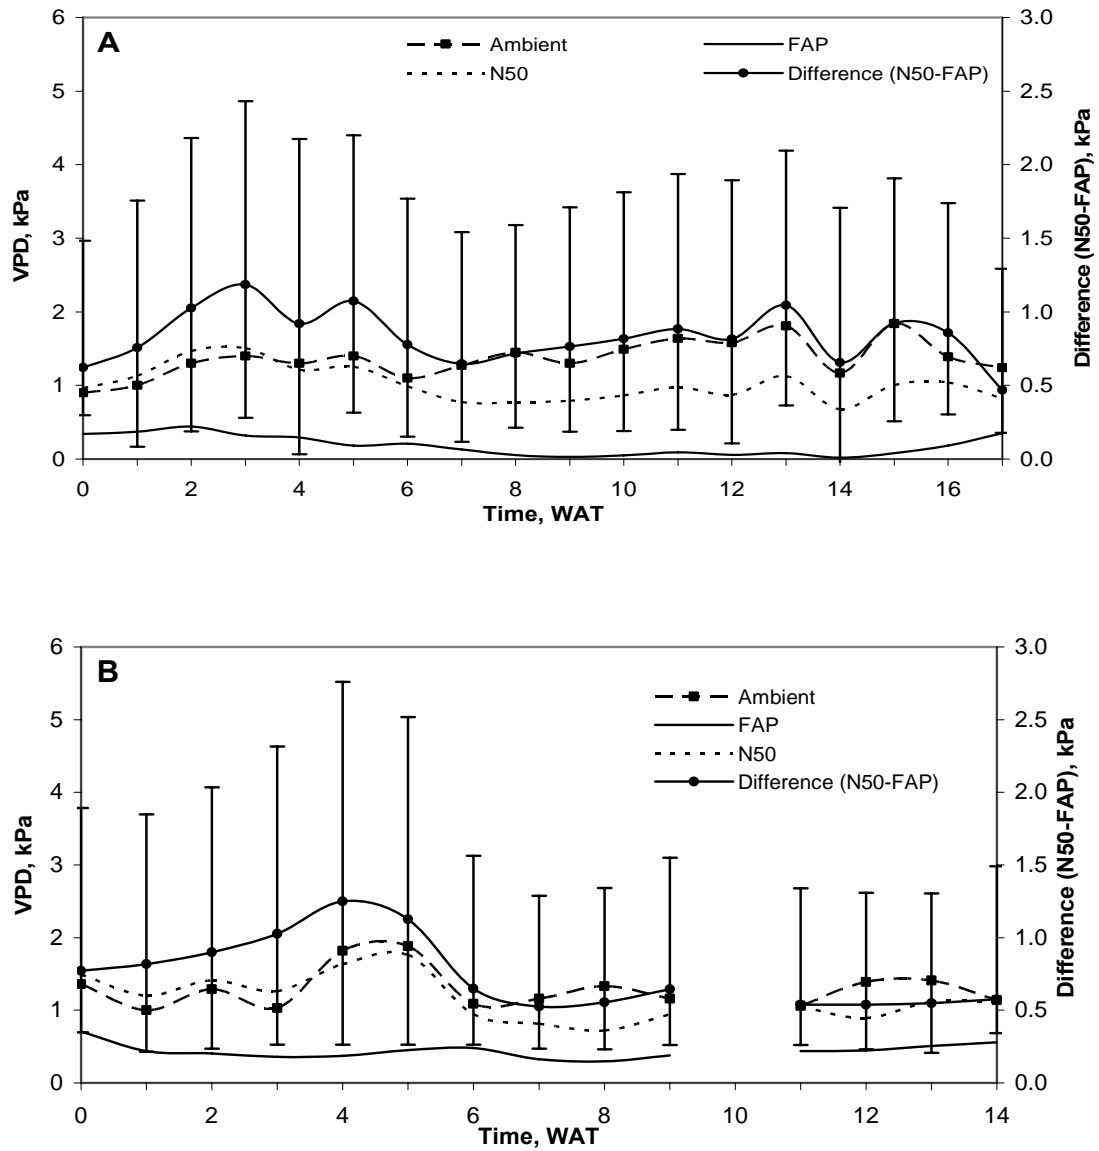 A
Ambient
FAP
N50
Difference (N50-FAP)
6
5
4
3
2
1
0
VPD, kPa
3.0
2.5
2.0
1.5
1.0
0.5
0.0
Difference (N50-FAP), kPa
0 2 4 6 8 10 12 14 16
Time, WAT
B
Ambient
FAP
N50
Difference (N50-FAP)
6
5
4
3
2
1
0
VPD, kPa
3.0
2.5
2.0
1.5
1.0
0.5
0.0
Difference (N50-FAP), kPa
0 2 4 6 8 10 12 14
Time, WAT